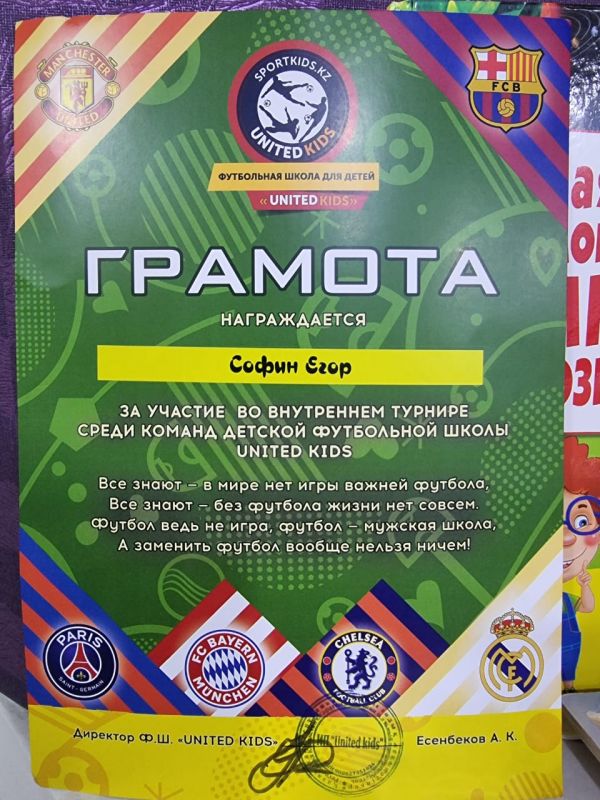 MANCHESTER
UNITED
SPORTKIDS.KZ
UNITED KIDS
FCB
ФУТБОЛЬНАЯ ШКОЛА ДЛЯ ДЕТЕЙ
«UNITED KIDS»
ГРАМОТА
НАГРАЖДАЕТСЯ
Софин Егор
ЗА УЧАСТИЕ ВО ВНУТРЕННЕМ ТУРНИРЕ
СРЕДИ КОМАНД ДЕТСКОЙ ФУТБОЛЬНОЙ ШКОЛЫ
UNITED KIDS
Все знают – в мире нет игры важней футбола,
Все знают – без футбола жизни нет совсем.
Футбол ведь не игра, футбол – мужская школа,
А заменить футбол вообще нельзя ничем!
PARIS
SAINT-GERMAIN
FC BAYERN
MÜNCHEN
CHELSEA
FOOTBALL CLUB
Директор Ф.Ш. «UNITED KIDS»
"United kids"
Есенбеков А. К.